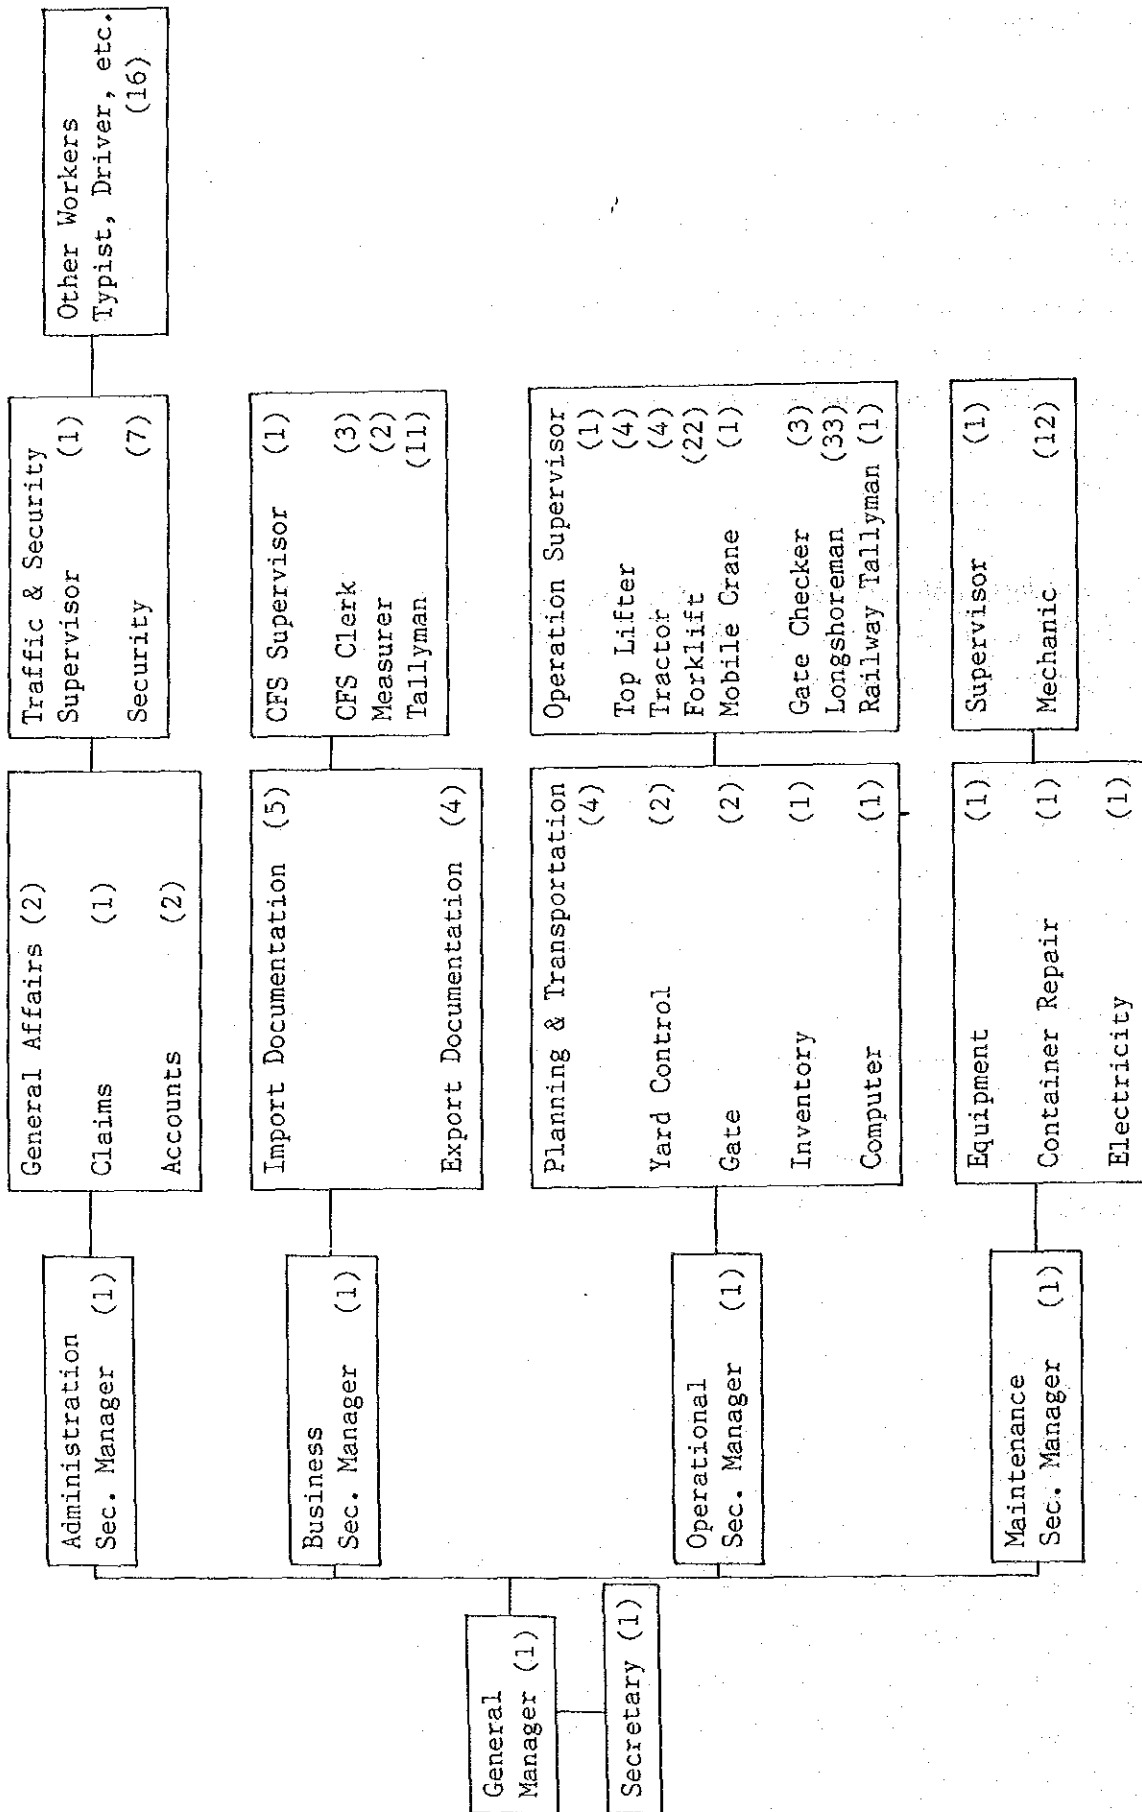 General
Manager (1)
Secretary (1)
Administration
Sec. Manager (1)
Business
Sec. Manager (1)
Operational
Sec. Manager (1)
Maintenance
Sec. Manager (1)
General Affairs (2)
Claims (1)
Accounts (2)
Import Documentation (5)
Export Documentation (4)
Planning & Transportation
(4)
Yard Control (2)
Gate (2)
Inventory (1)
Computer (1)
Equipment (1)
Container Repair (1)
Electricity (1)
Traffic & Security
Supervisor (1)
Security (7)
CFS Supervisor (1)
CFS Clerk (3)
Measurer (2)
Tallyman (11)
Operation Supervisor
(1)
Top Lifter (4)
Tractor (4)
Forklift (22)
Mobile Crane (1)
Gate Checker (3)
Longshoreman (33)
Railway Tallyman (1)
Supervisor (1)
Mechanic (12)
Other Workers
Typist, Driver, etc.
(16)